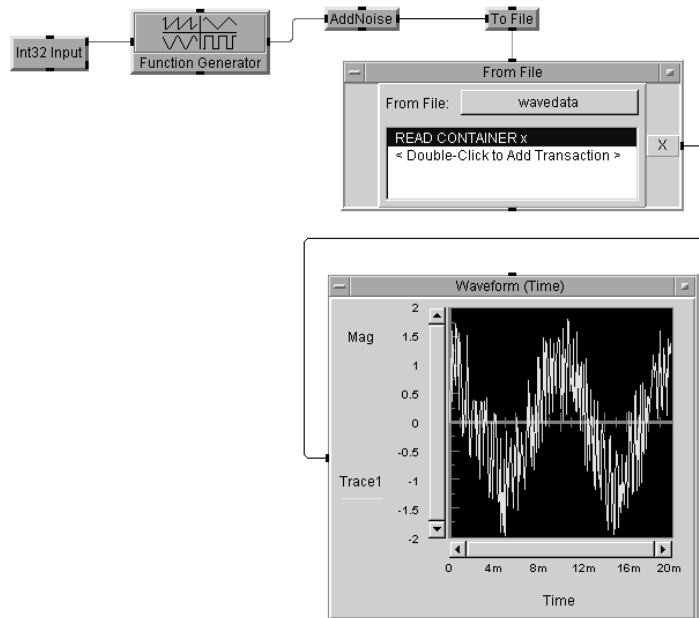 Int32 Input
Function Generator
AddNoise
To File
From File
From File:
wavedata
READ CONTAINER x
< Double-Click to Add Transaction >
X
Waveform (Time)
Mag
Trace1
2
1.5
1
0.5
0
-0.5
-1
-1.5
-2
0 4m 8m 12m 16m 20m
Time